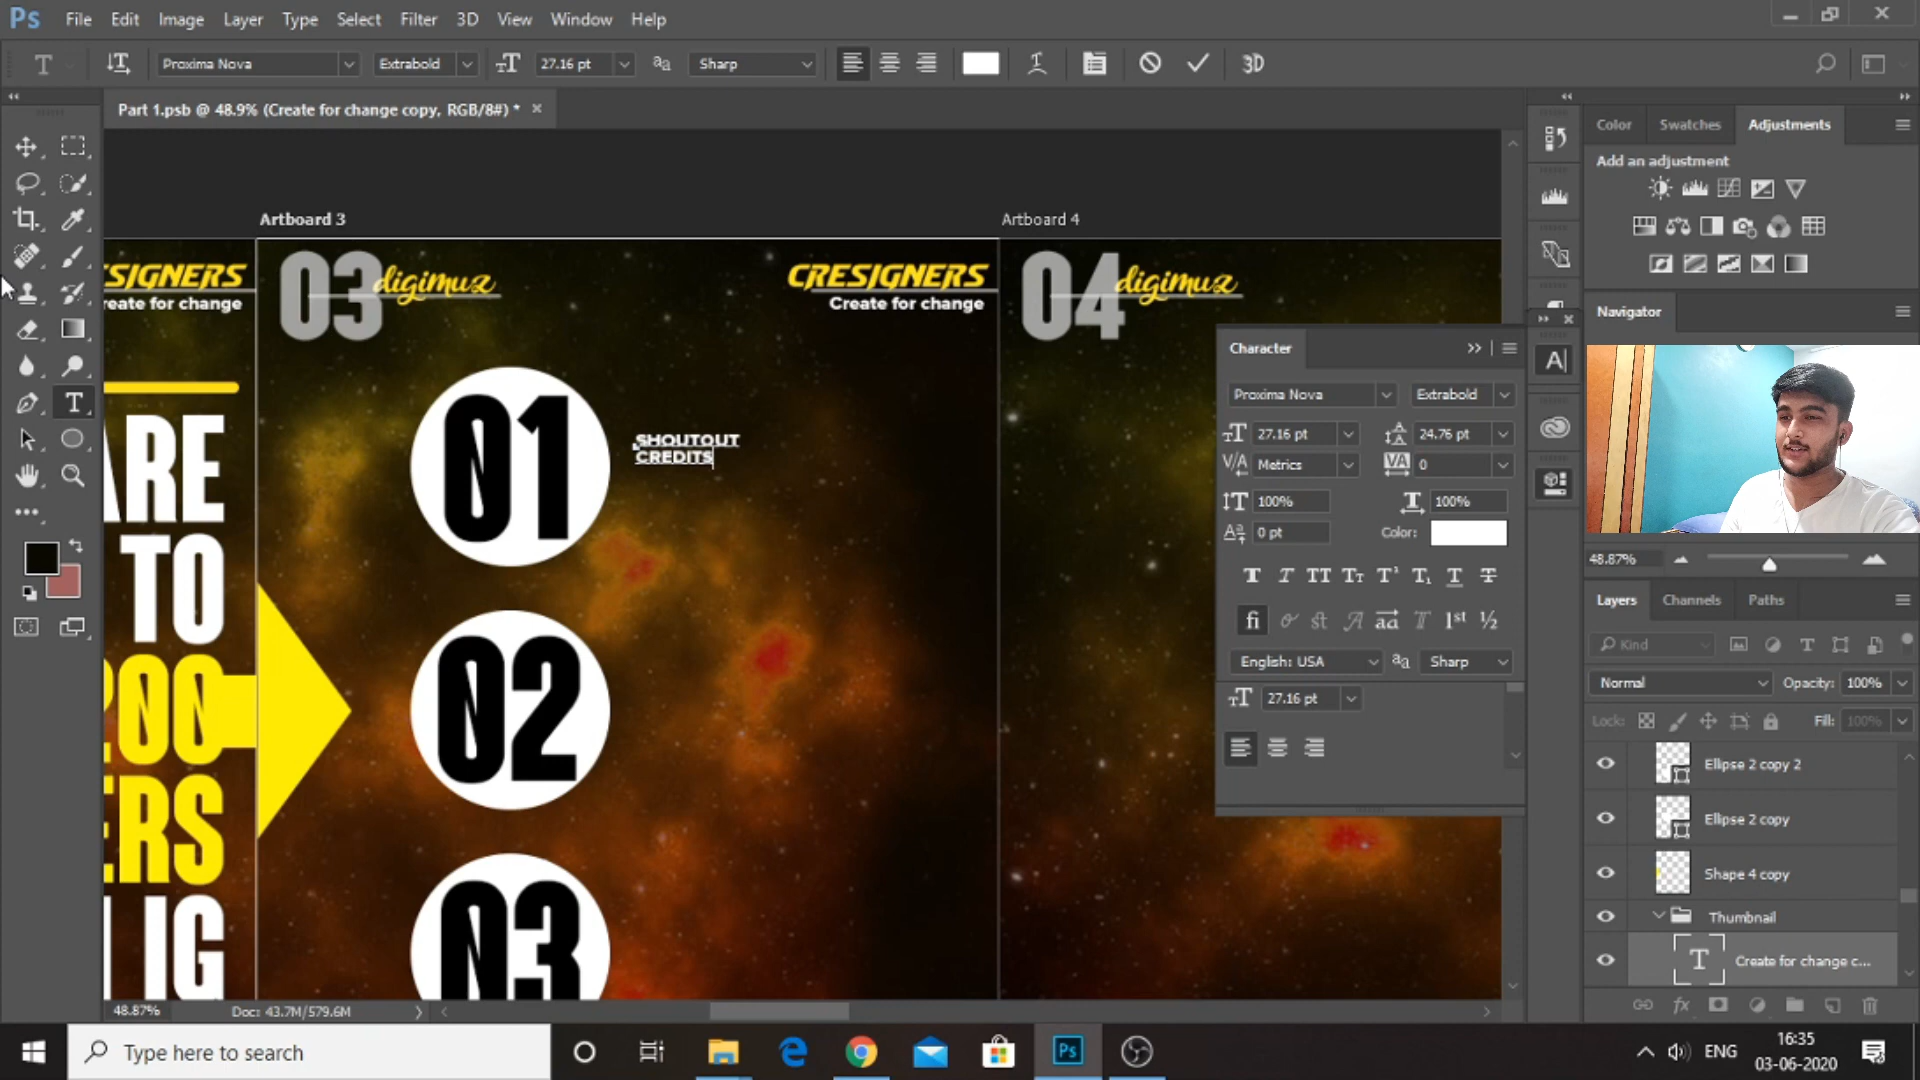 Ps File Edit Image Layer Type Select Filter 3D View Window Help
T Proxima Nova Extrabold 27.16 pt Sharp 3D
Part 1.psb @ 48.9% (Create for change copy, RGB/8#) *
Artboard 3
Artboard 4
SIGNERS
reate for change
03
digimuz
CRESIGNERS
Create for change
04
digimuz
ARE
TO
200
ERS
IG
01
SHOUTOUT
CREDITS
02
03
Character
Proxima Nova Extrabold
27.16 pt 24.76 pt
Metrics 0
100% 100%
0 pt Color:
English: USA Sharp
27.16 pt
Color Swatches Adjustments
Add an adjustment
Navigator
48.87%
Layers Channels Paths
Kind
Normal Opacity: 100%
Lock: Fill: 100%
Ellipse 2 copy 2
Ellipse 2 copy
Shape 4 copy
Thumbnail
Create for change c...
48.87% Doc: 43.7M/579.6M
Type here to search
Ps
ENG
16:35
03-06-2020